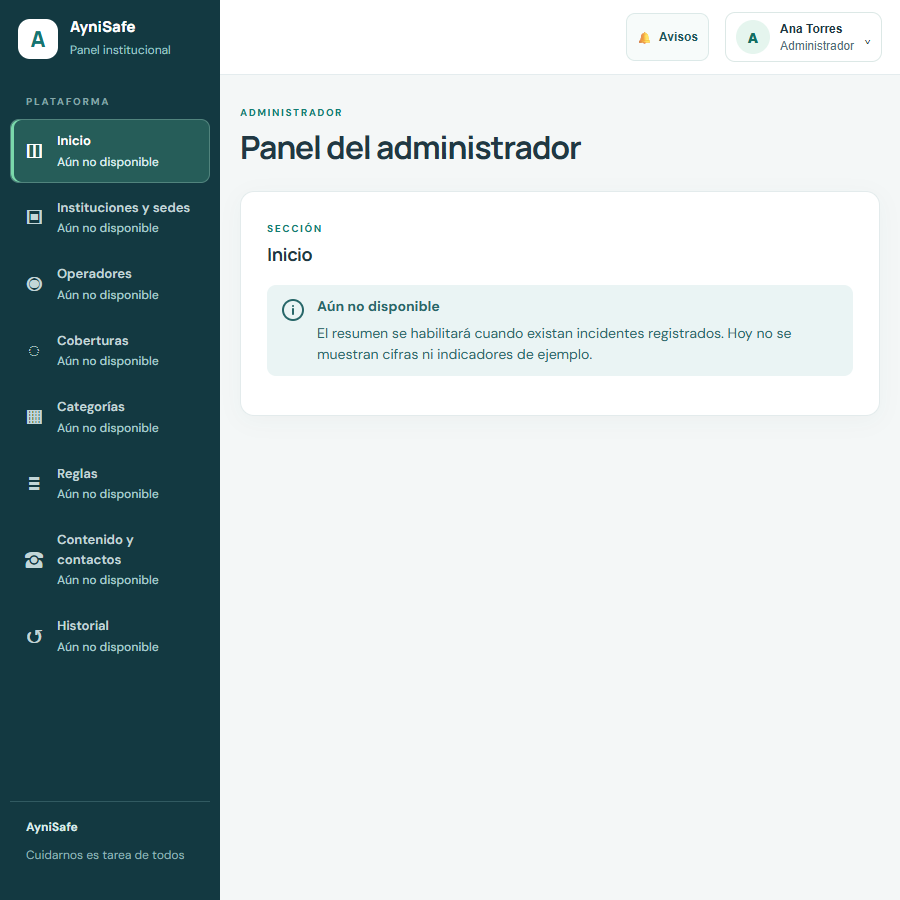 A
AyniSafe
Panel institucional
PLATAFORMA
Inicio
Aún no disponible
Instituciones y sedes
Aún no disponible
Operadores
Aún no disponible
Coberturas
Aún no disponible
Categorías
Aún no disponible
Reglas
Aún no disponible
Contenido y
contactos
Aún no disponible
Historial
Aún no disponible
AyniSafe
Cuidarnos es tarea de todos
Avisos
A
Ana Torres
Administrador
ADMINISTRADOR
Panel del administrador
SECCIÓN
Inicio
Aún no disponible
El resumen se habilitará cuando existan incidentes registrados. Hoy no se
muestran cifras ni indicadores de ejemplo.